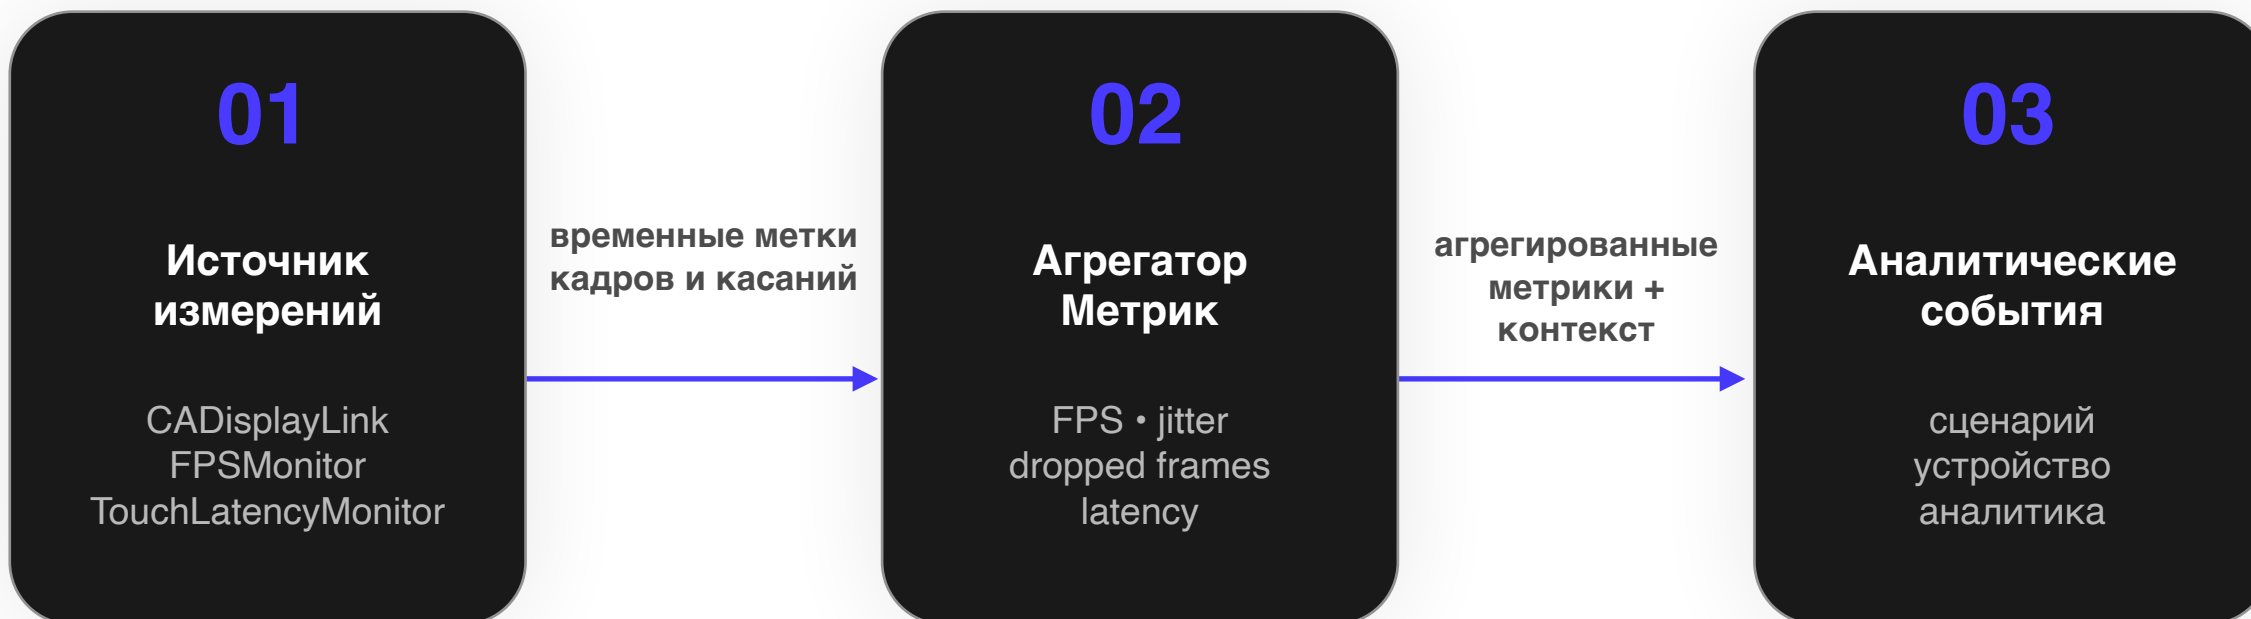 01
Источник
измерений
CADisplayLink
FPSMonitor
TouchLatencyMonitor
временные метки
кадров и касаний
02
Агрегатор
Метрик
FPS • jitter
dropped frames
latency
агрегированные
метрики +
контекст
03
Аналитические
события
сценарий
устройство
аналитика